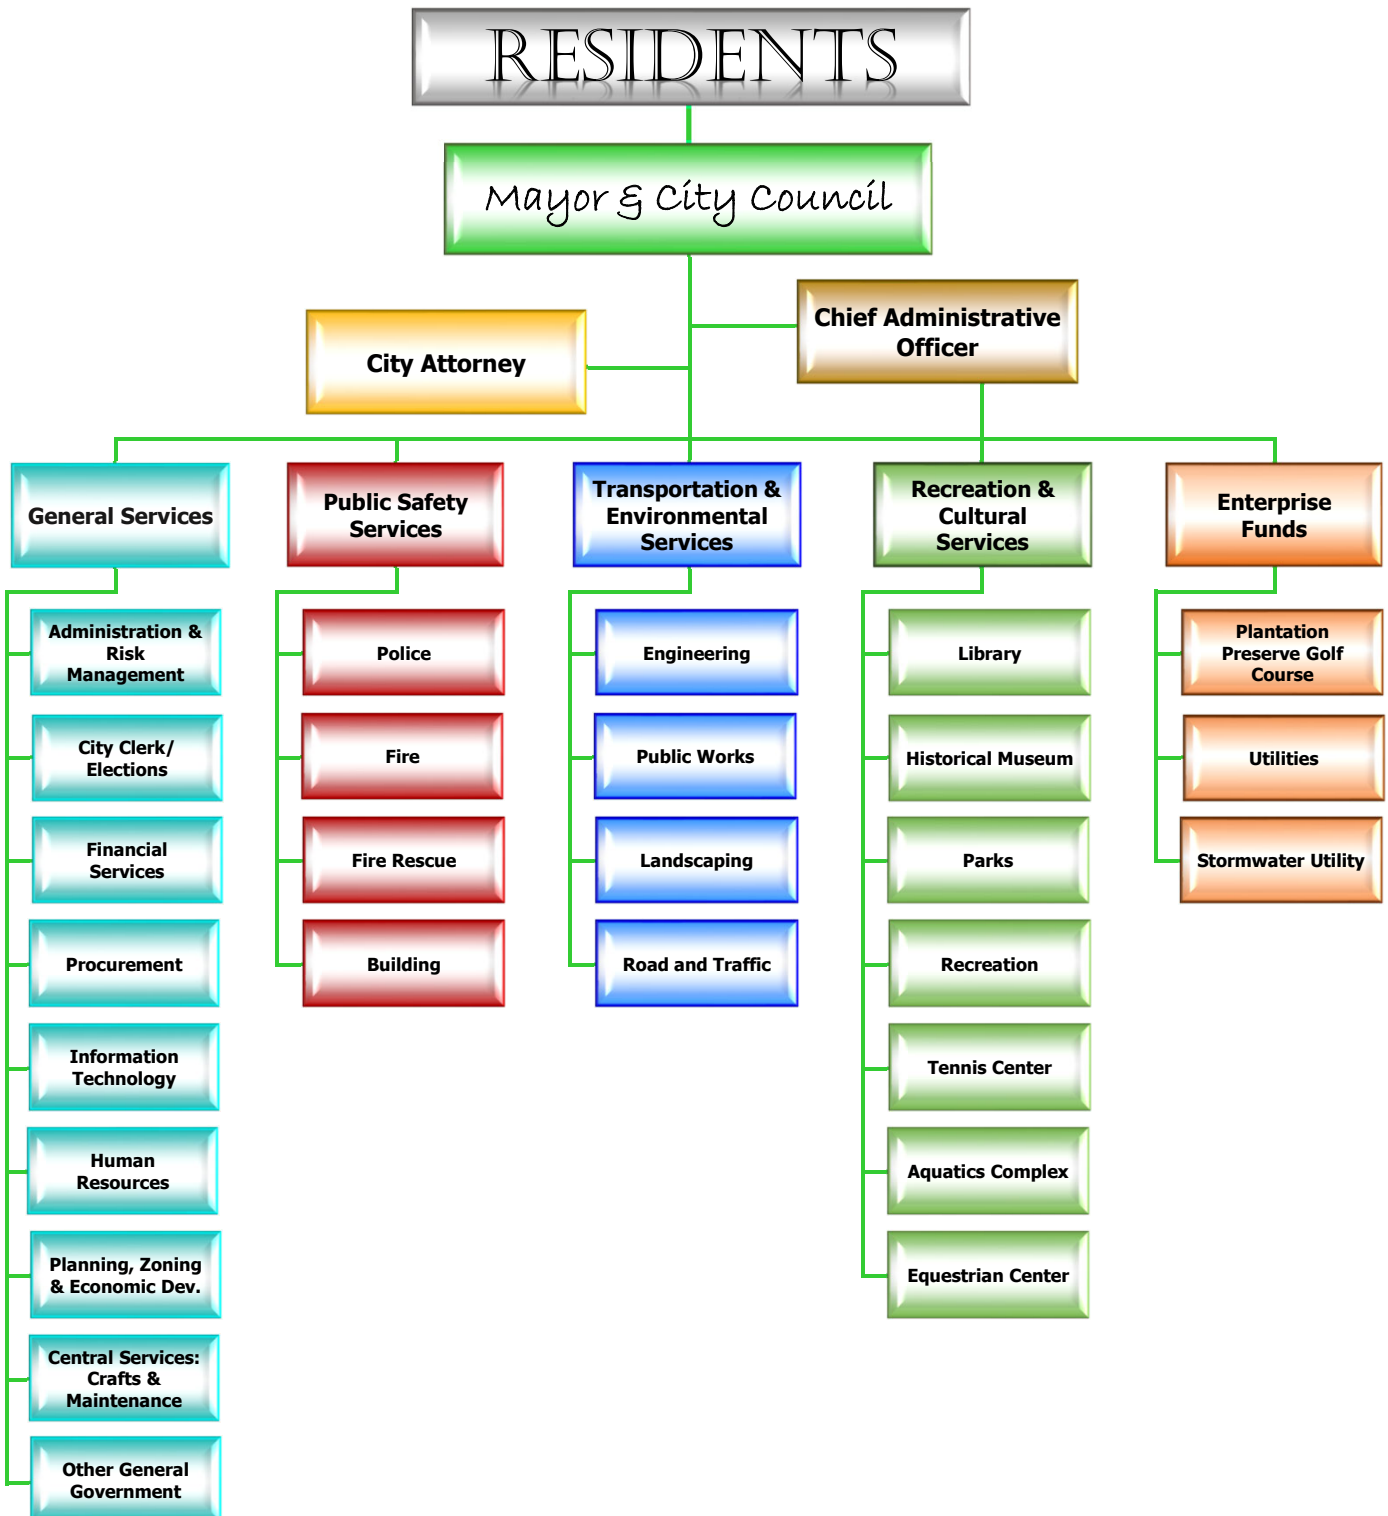 RESIDENTS
Mayor & City Council
Chief Administrative
Officer
City Attorney
General Services
Public Safety
Services
Transportation &
Environmental
Services
Recreation &
Cultural
Services
Enterprise
Funds
Administration &
Risk
Management
City Clerk/
Elections
Financial
Services
Procurement
Information
Technology
Human
Resources
Planning, Zoning
& Economic Dev.
Central Services:
Crafts &
Maintenance
Other General
Government
Police
Fire
Fire Rescue
Building
Engineering
Public Works
Landscaping
Road and Traffic
Library
Historical Museum
Parks
Recreation
Tennis Center
Aquatics Complex
Equestrian Center
Plantation
Preserve Golf
Course
Utilities
Stormwater Utility